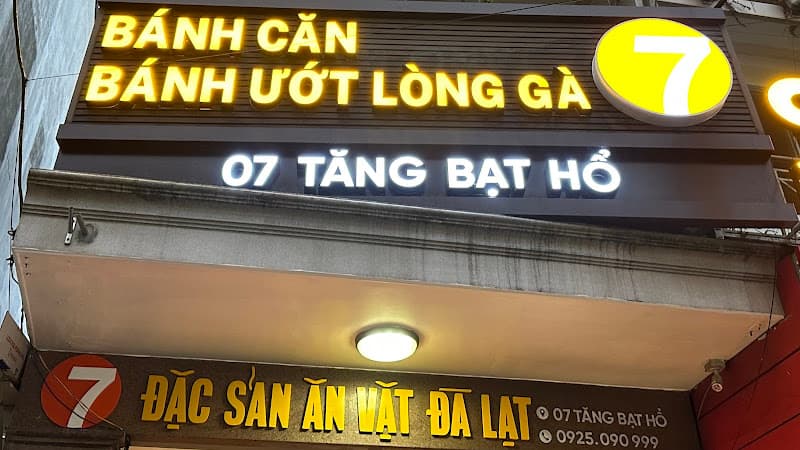 BÁNH CĂN
BÁNH ƯỚT LÒNG GÀ
7
07 TĂNG BẠT HỔ
7
ĐẶC SẢN ĂN VẶT ĐÀ LẠT
07 TĂNG BẠT HỔ
0925.090.999